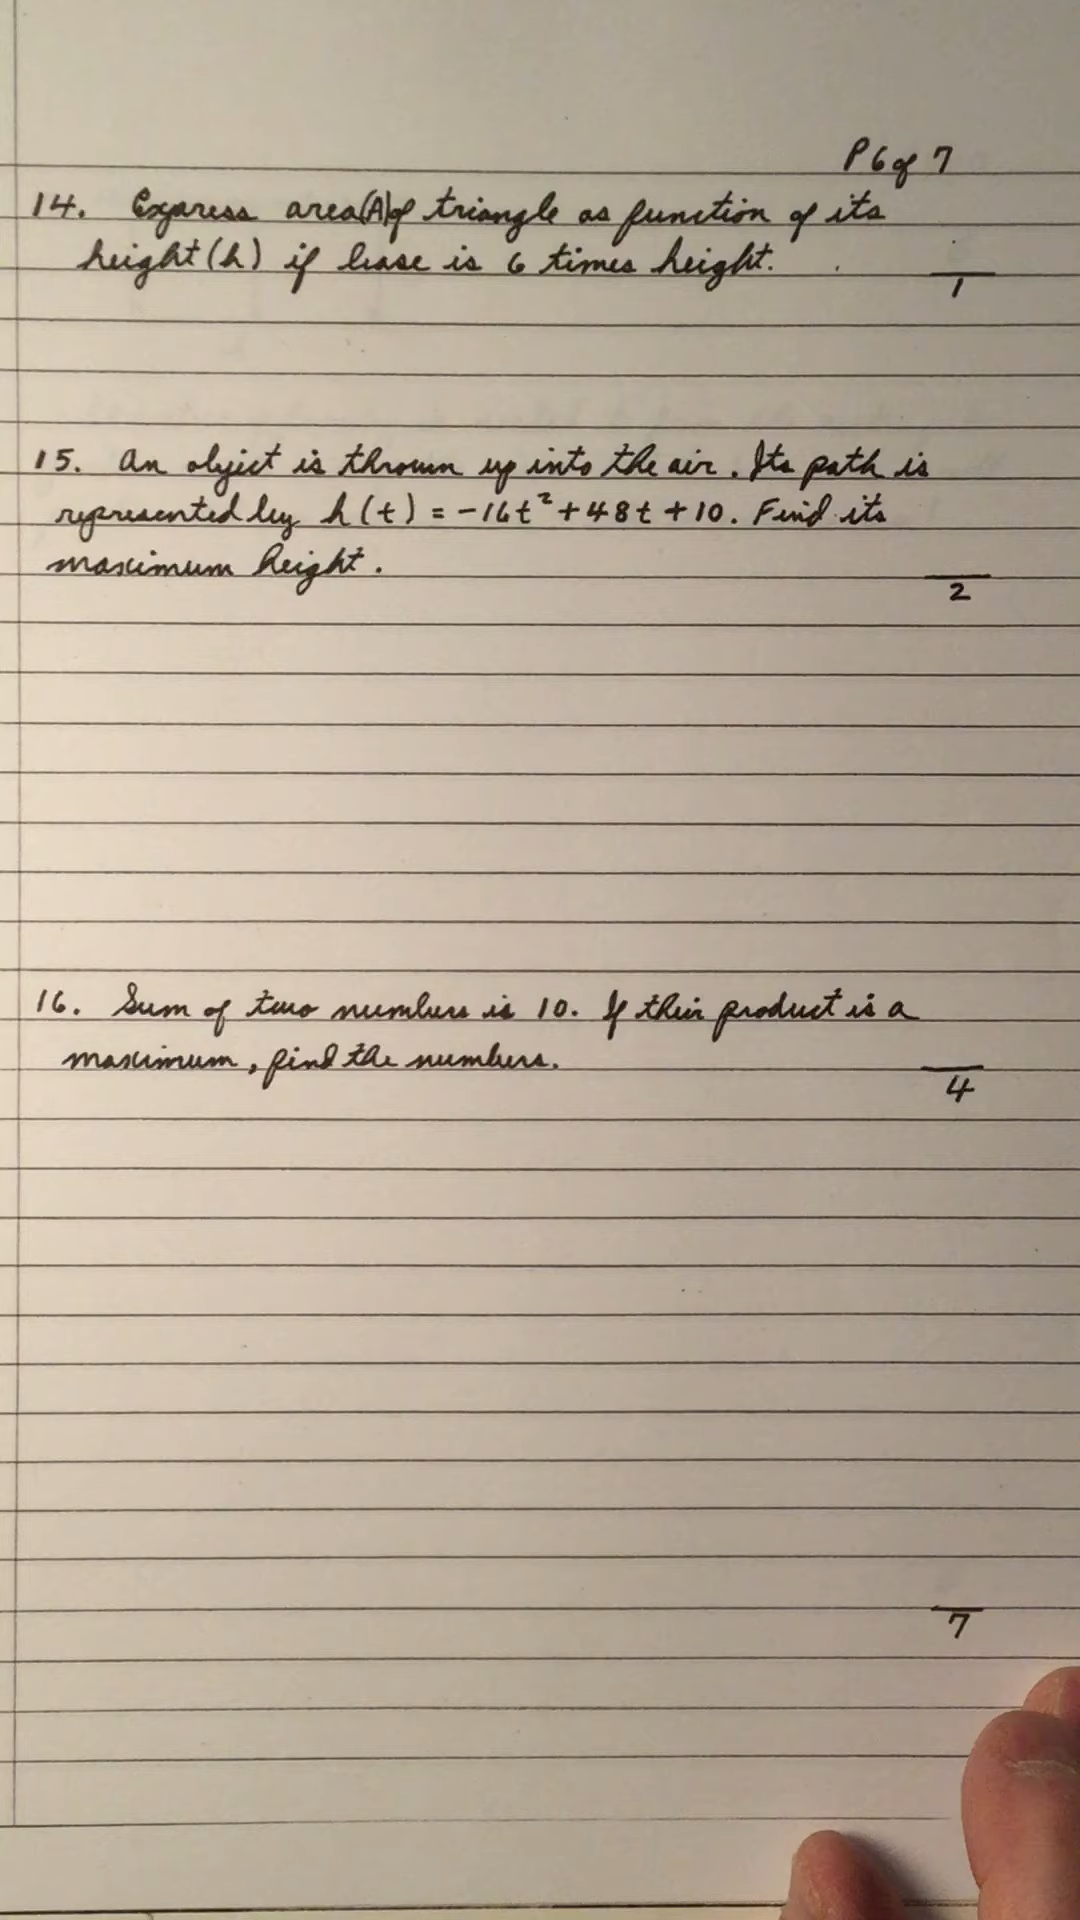 P 6 of 7
14. Express area(A) of triangle as function of its
height (h) if base is 6 times height.
1
15. An object is thrown up into the air. Its path is
represented by h(t) = -16t² + 48t + 10. Find its
maximum height.
2
16. Sum of two numbers is 10. If their product is a
maximum, find the numbers.
4
7